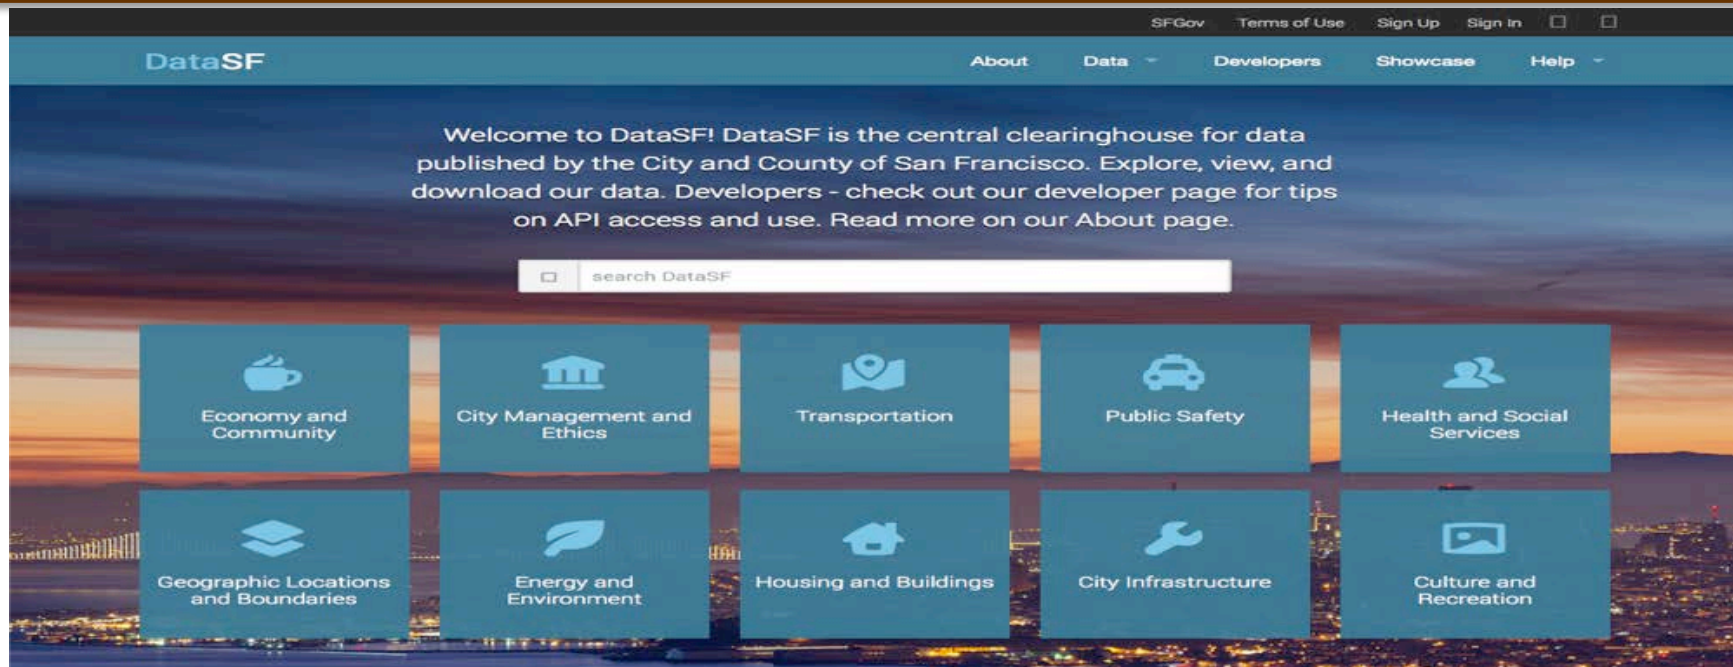 SFGov Terms of Use Sign Up Sign In
DataSF
About Data Developers Showcase Help
Welcome to DataSF! DataSF is the central clearinghouse for data
published by the City and County of San Francisco. Explore, view, and
download our data. Developers - check out our developer page for tips
on API access and use. Read more on our About page.
search DataSF
Economy and
Community
City Management and
Ethics
Transportation
Public Safety
Health and Social
Services
Geographic Locations
and Boundaries
Energy and
Environment
Housing and Buildings
City Infrastructure
Culture and
Recreation